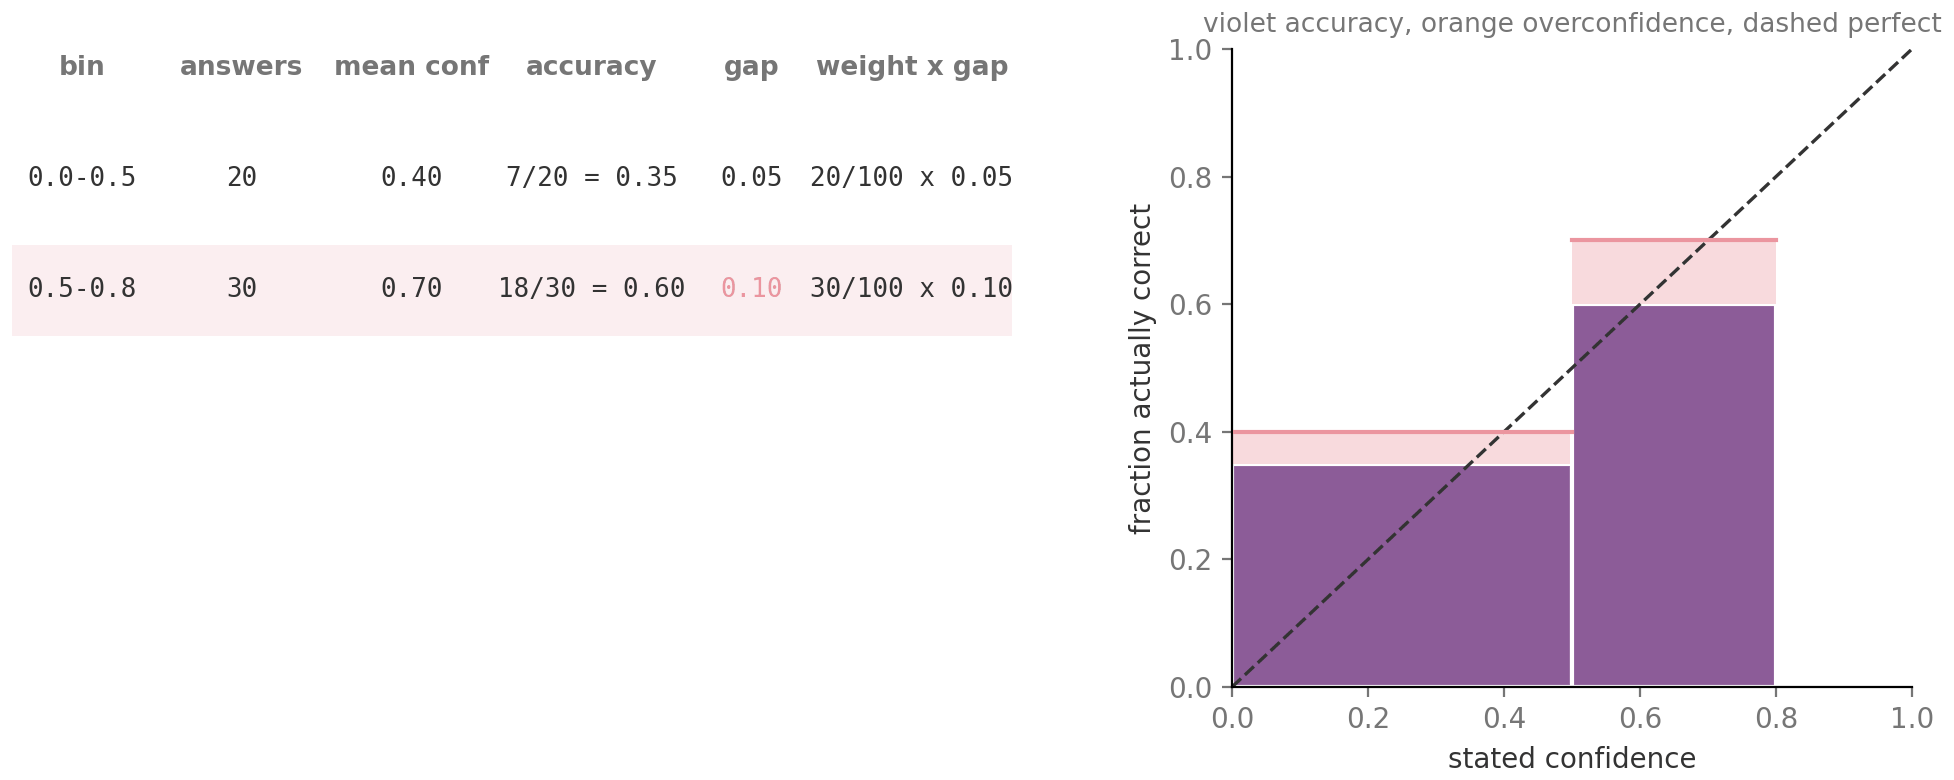 bin answers mean conf accuracy gap weight x gap
0.0-0.5 20 0.40 7/20 = 0.35 0.05 20/100 x 0.05
0.5-0.8 30 0.70 18/30 = 0.60 0.10 30/100 x 0.10
violet accuracy, orange overconfidence, dashed perfect
fraction actually correct
1.0
0.8
0.6
0.4
0.2
0.0
0.0 0.2 0.4 0.6 0.8 1.0
stated confidence